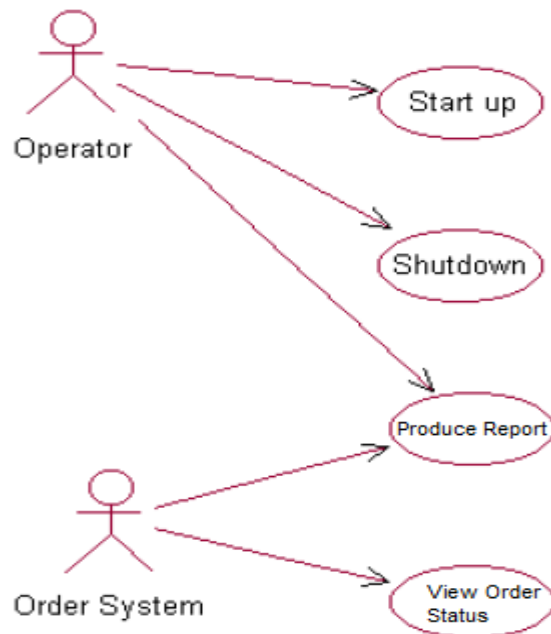 Start up
Operator
Shutdown
Produce Report
View Order
Status
Order System